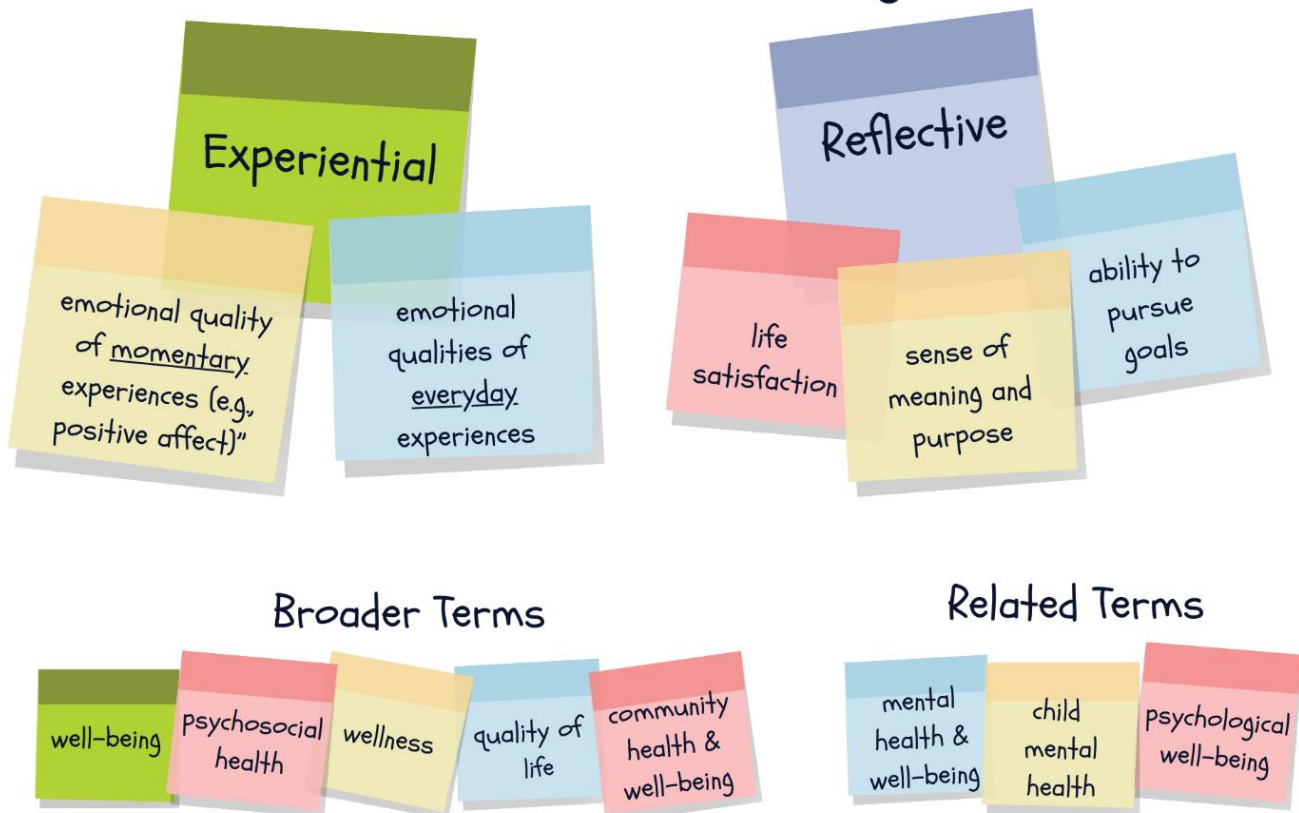 Experiential
emotional quality
of momentary
experiences (e.g.,
positive affect)"
emotional
qualities of
everyday
experiences
Reflective
life
satisfaction
sense of
meaning and
purpose
ability to
pursue
goals
Broader Terms
well-being
psychosocial
health
wellness
quality of
life
community
health &
well-being
Related Terms
mental
health &
well-being
child
mental
health
psychological
well-being